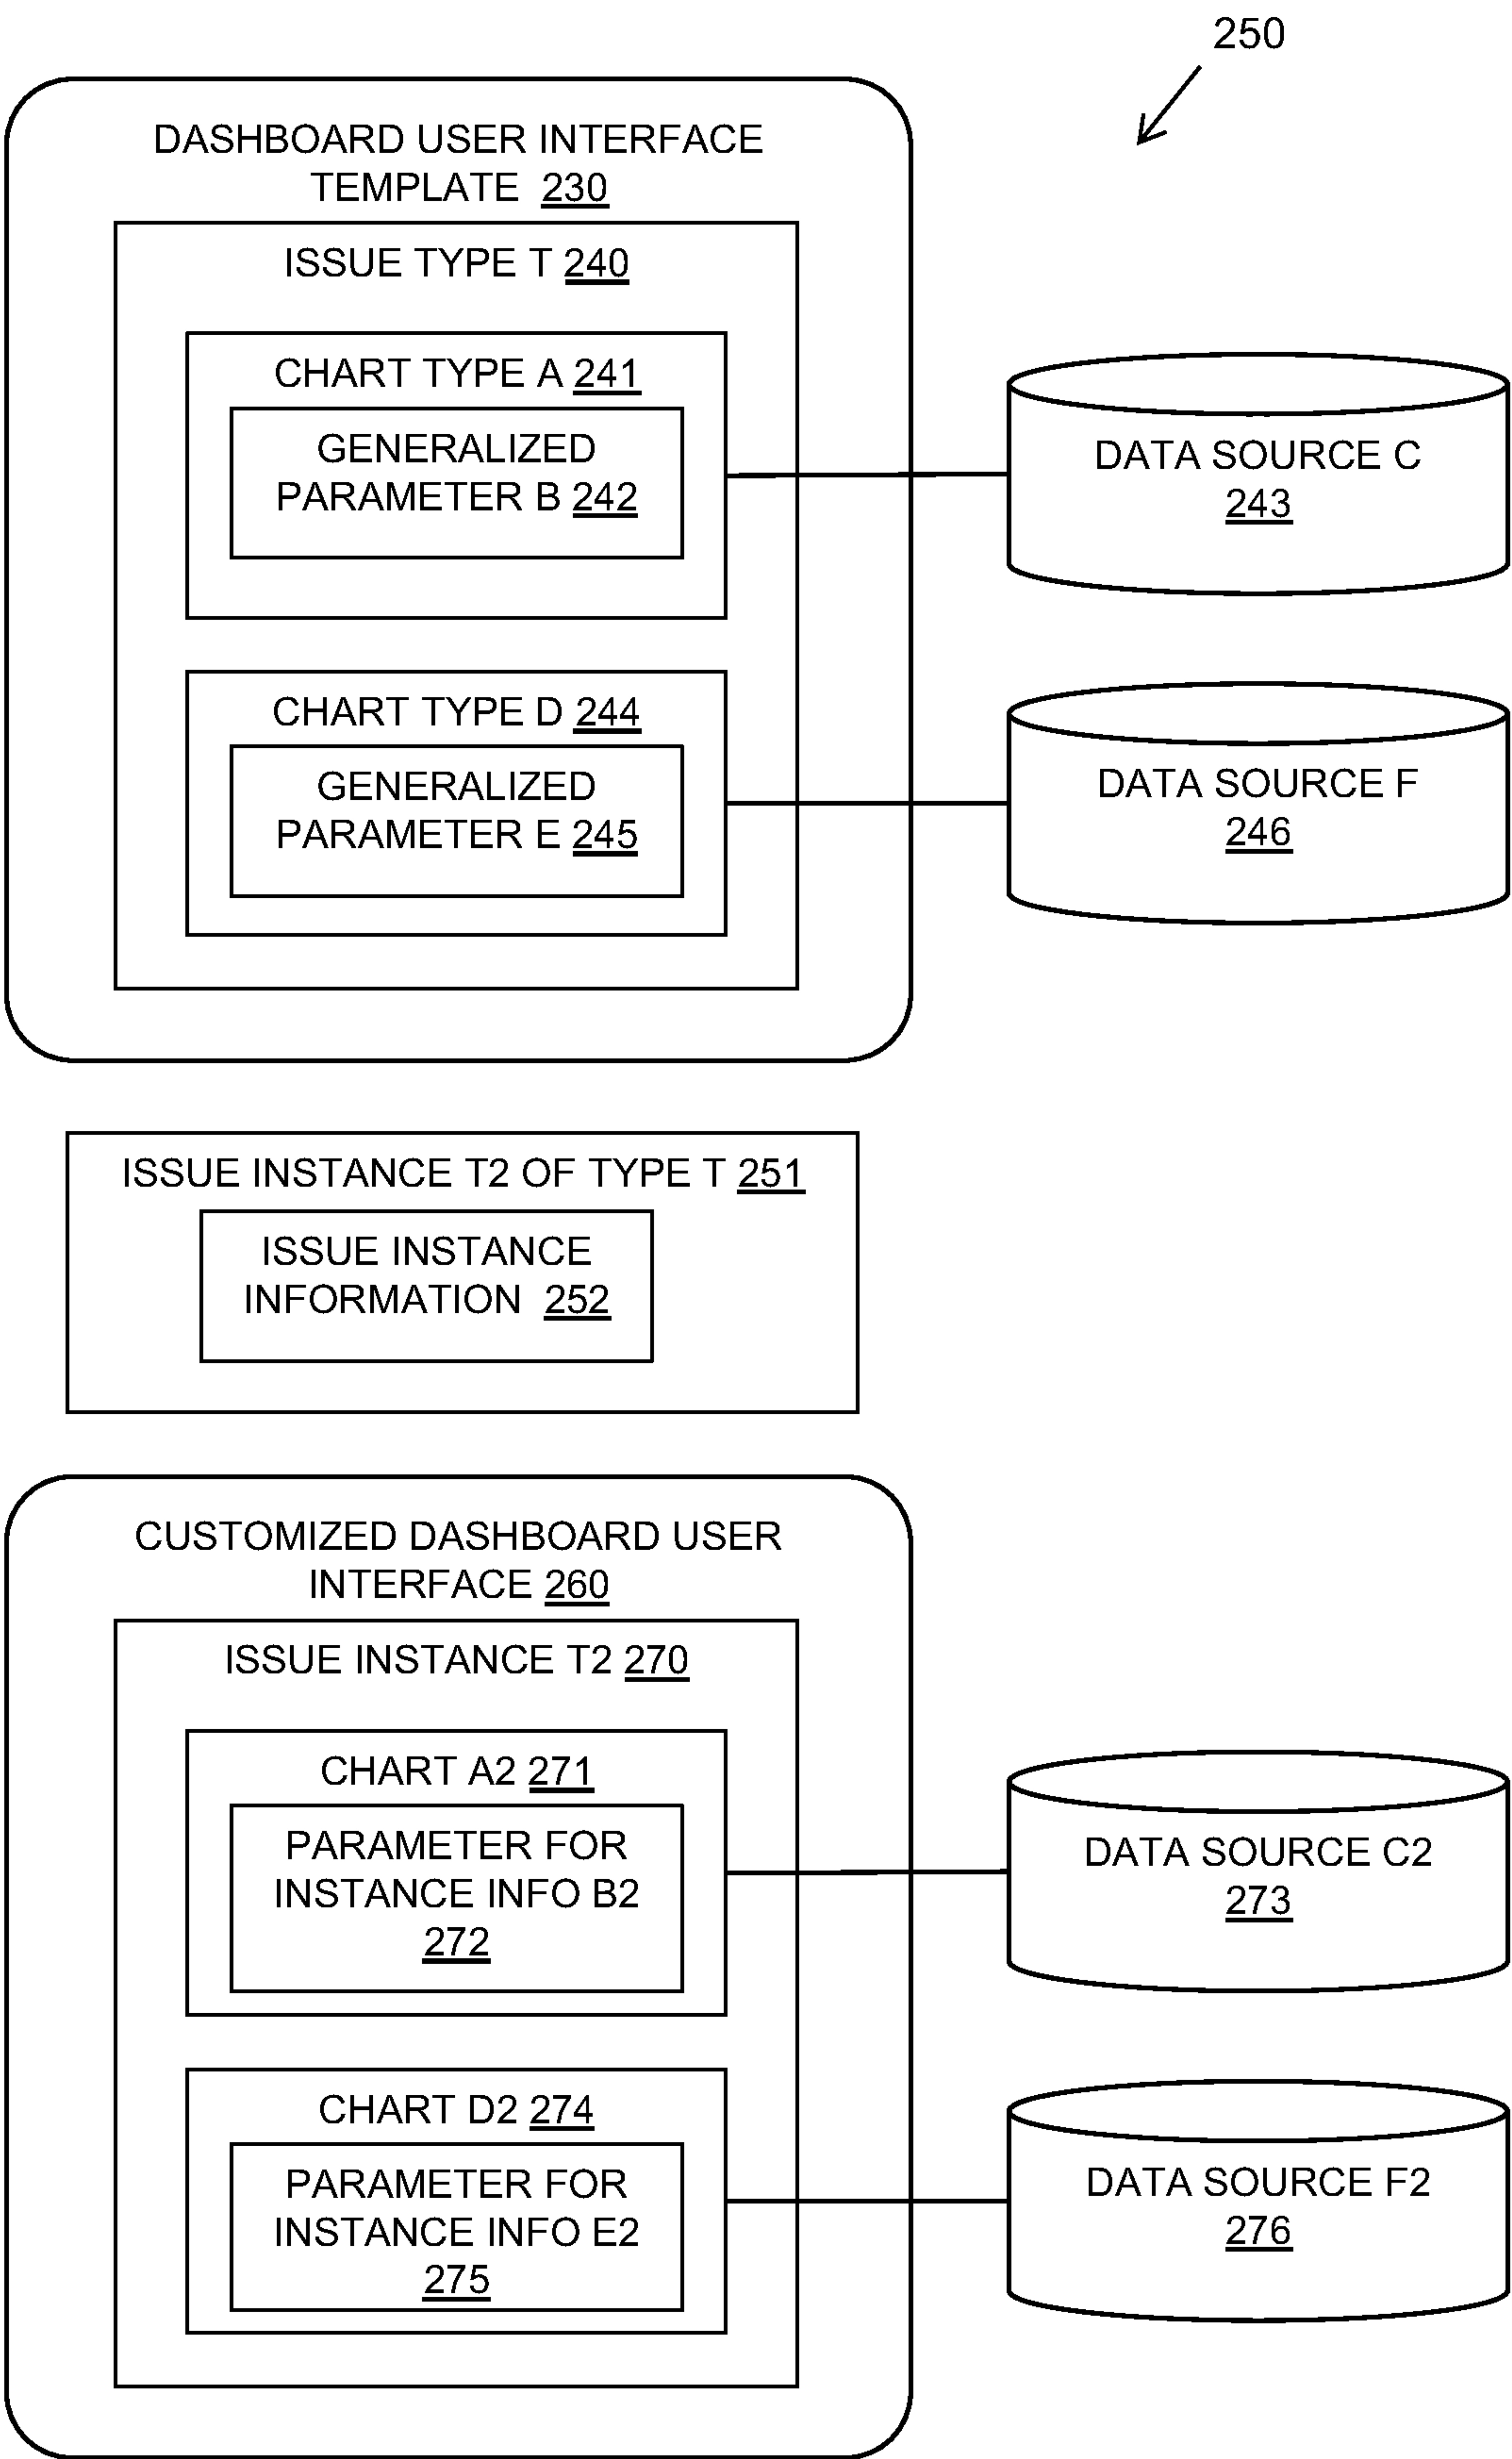 250
DASHBOARD USER INTERFACE
TEMPLATE 230
ISSUE TYPE T 240
CHART TYPE A 241
GENERALIZED
PARAMETER B 242
DATA SOURCE C
243
CHART TYPE D 244
GENERALIZED
PARAMETER E 245
DATA SOURCE F
246
ISSUE INSTANCE T2 OF TYPE T 251
ISSUE INSTANCE
INFORMATION 252
CUSTOMIZED DASHBOARD USER
INTERFACE 260
ISSUE INSTANCE T2 270
CHART A2 271
PARAMETER FOR
INSTANCE INFO B2
272
DATA SOURCE C2
273
CHART D2 274
PARAMETER FOR
INSTANCE INFO E2
275
DATA SOURCE F2
276